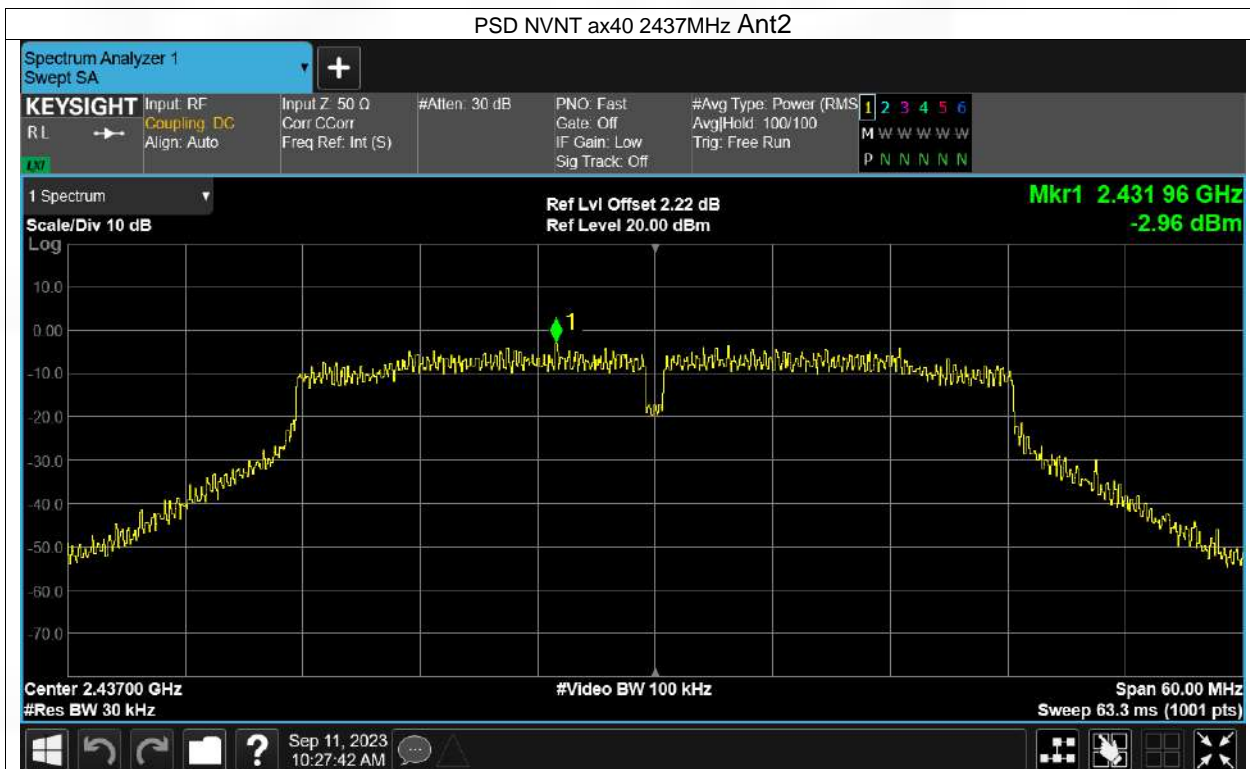 PSD NVNT ax40 2437MHz Ant2
Spectrum Analyzer 1
Swept SA
+
KEYSIGHT
RL
LXI
Input: RF
Coupling: DC
Align: Auto
Input Z: 50 Ω
Corr CCorr
Freq Ref: Int (S)
#Atten: 30 dB
PNO: Fast
Gate: Off
IF Gain: Low
Sig Track: Off
#Avg Type: Power (RMS
Avg|Hold: 100/100
Trig: Free Run
1 2 3 4 5 6
M W W W W W
P N N N N N
1 Spectrum
Scale/Div 10 dB
Log
Ref Lvl Offset 2.22 dB
Ref Level 20.00 dBm
Mkr1 2.431 96 GHz
-2.96 dBm
10.0
0.00
1
-10.0
-20.0
-30.0
-40.0
-50.0
-60.0
-70.0
Center 2.43700 GHz
#Res BW 30 kHz
#Video BW 100 kHz
Span 60.00 MHz
Sweep 63.3 ms (1001 pts)
?
Sep 11, 2023
10:27:42 AM